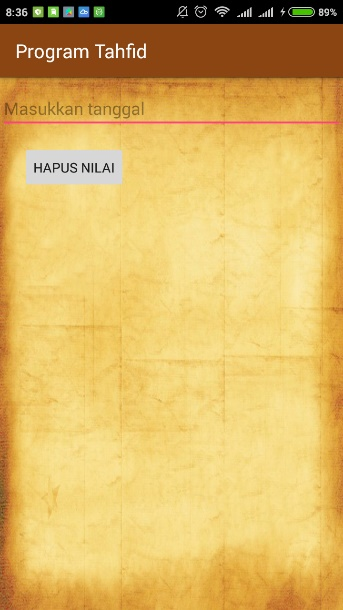 8:36
89%
Program Tahfid
Masukkan tanggal
HAPUS NILAI